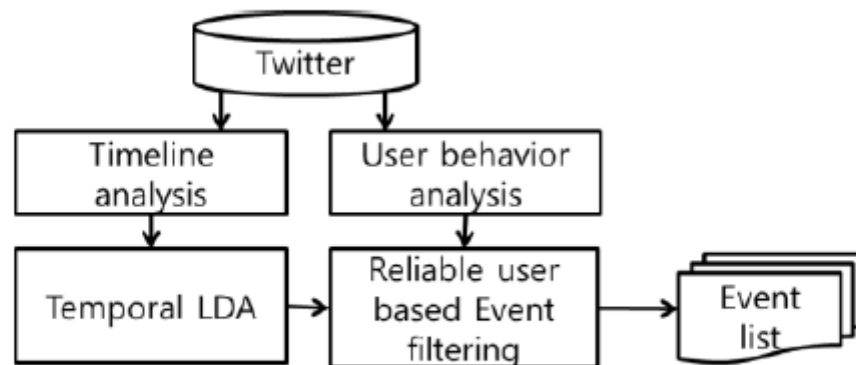 Twitter
Timeline
analysis
User behavior
analysis
Temporal LDA
Reliable user
based Event
filtering
Event
list